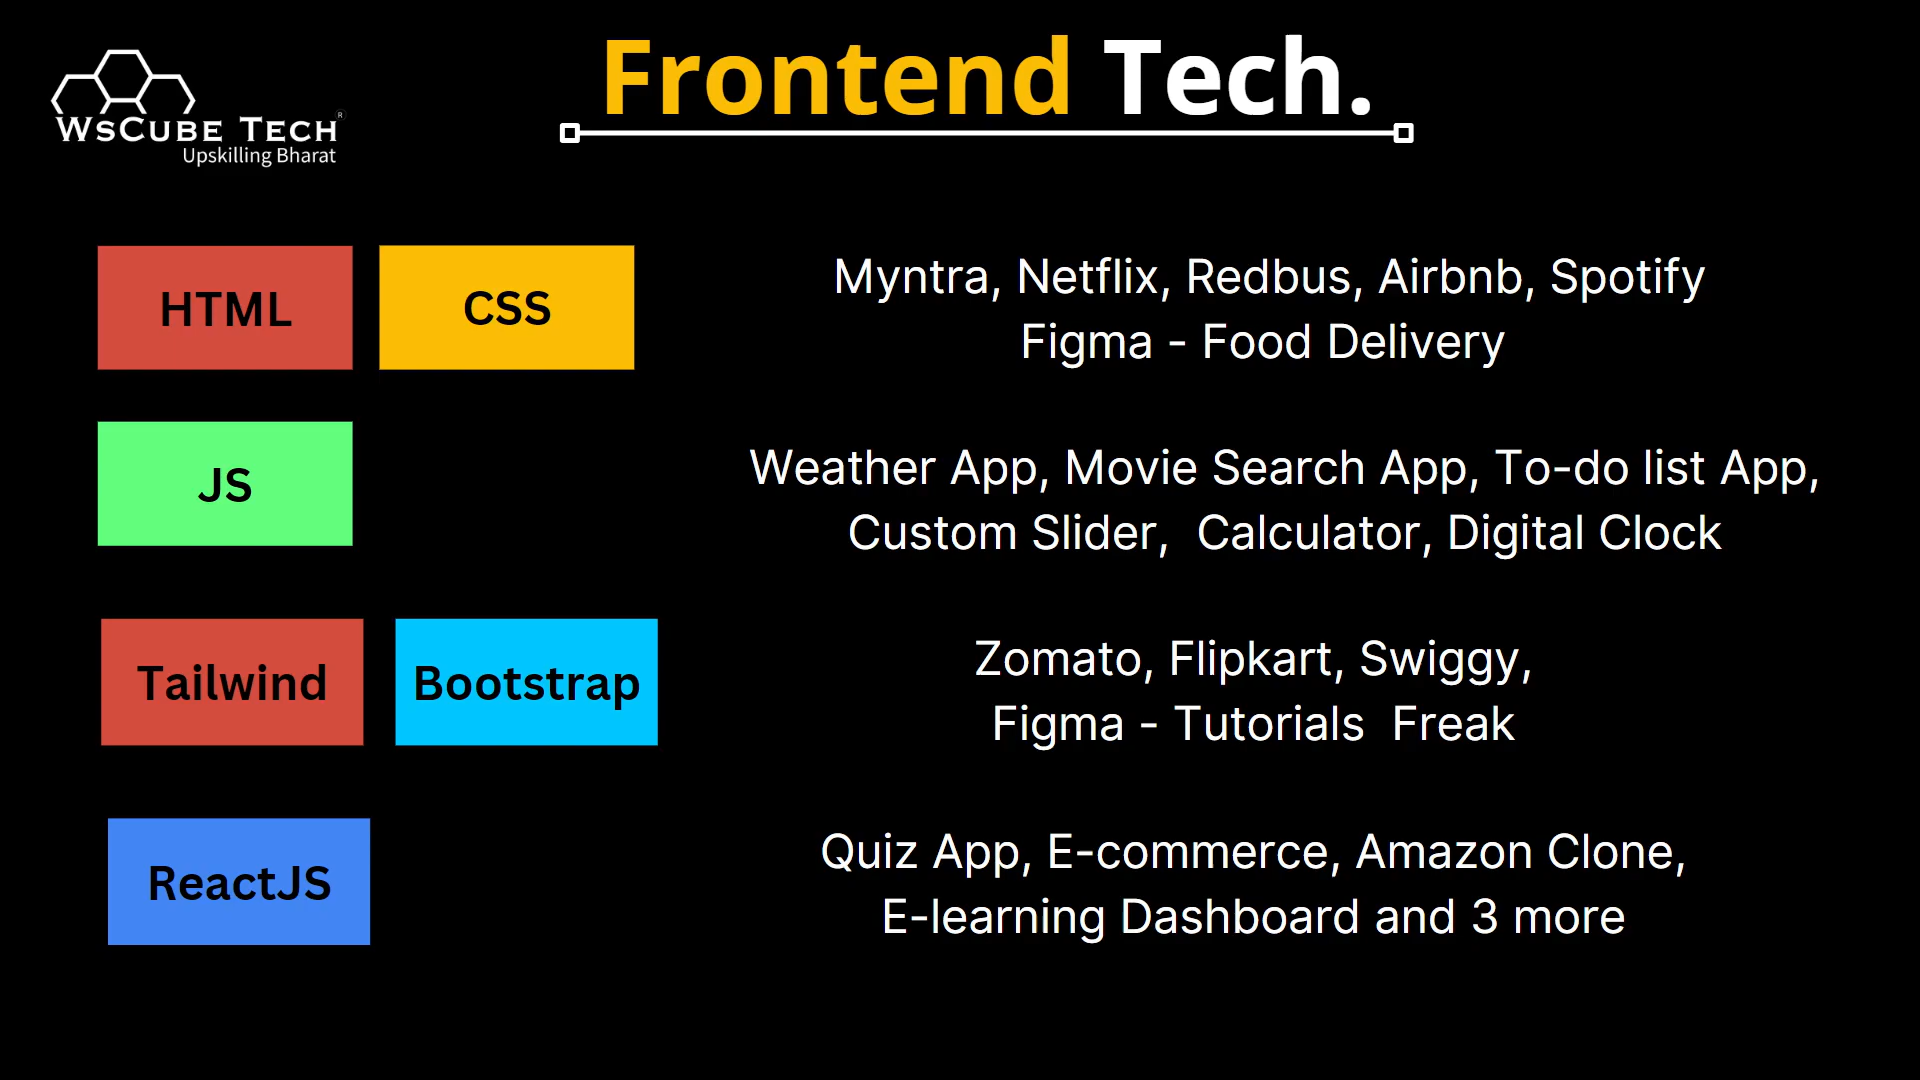 Frontend Tech.
WsCube Tech®
Upskilling Bharat
HTML
CSS
Myntra, Netflix, Redbus, Airbnb, Spotify
Figma - Food Delivery
JS
Weather App, Movie Search App, To-do list App,
Custom Slider, Calculator, Digital Clock
Tailwind
Bootstrap
Zomato, Flipkart, Swiggy,
Figma - Tutorials Freak
ReactJS
Quiz App, E-commerce, Amazon Clone,
E-learning Dashboard and 3 more